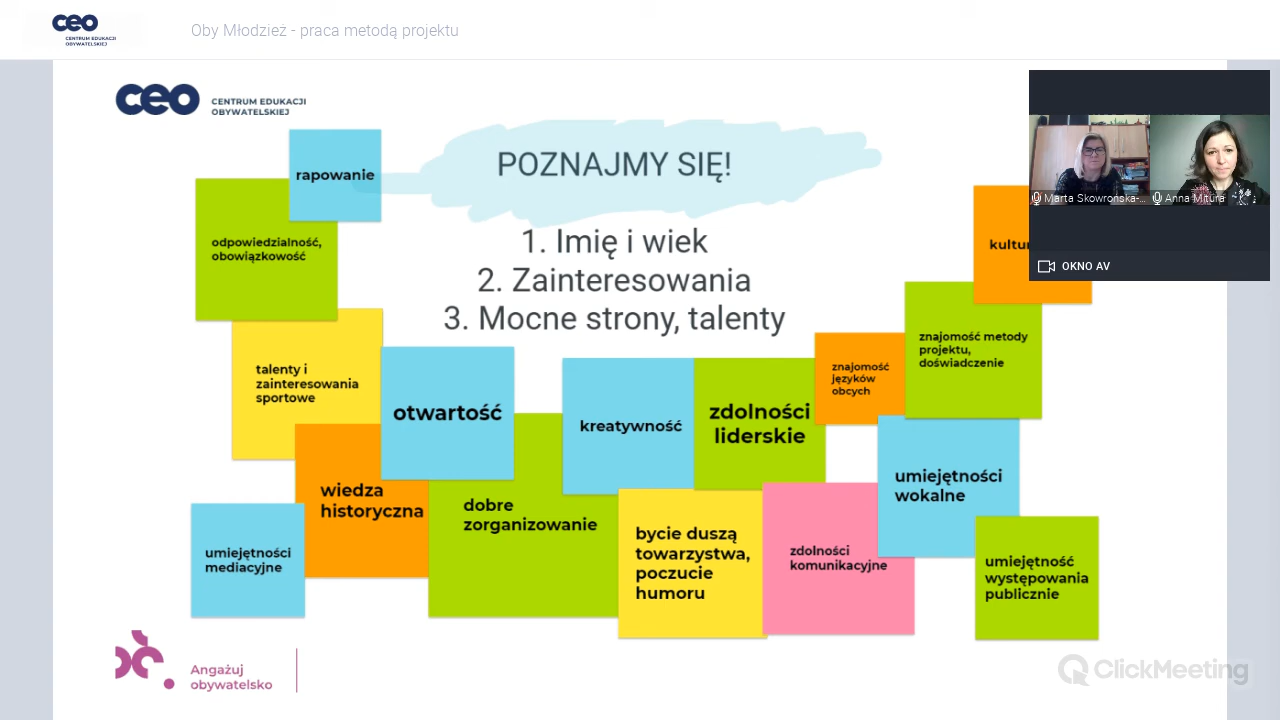 ceo
CENTRUM EDUKACJI
OBYWATELSKIEJ
Oby Młodzież - praca metodą projektu
ceo
CENTRUM EDUKACJI
OBYWATELSKIEJ
POZNAJMY SIĘ!
1. Imię i wiek
2. Zainteresowania
3. Mocne strony, talenty
rapowanie
odpowiedzialność,
obowiązkowość
talenty i
zainteresowania
sportowe
otwartość
wiedza
historyczna
umiejętności
mediacyjne
dobre
zorganizowanie
kreatywność
zdolności
liderskie
bycie duszą
towarzystwa,
poczucie
humoru
zdolności
komunikacyjne
znajomość
języków
obcych
znajomość metody
projektu,
doświadczenie
umiejętności
wokalne
umiejętność
występowania
publicznie
Marta Skowrońska-...
Anna Mitura
OKNO AV
Angażuj
obywatelsko
ClickMeeting